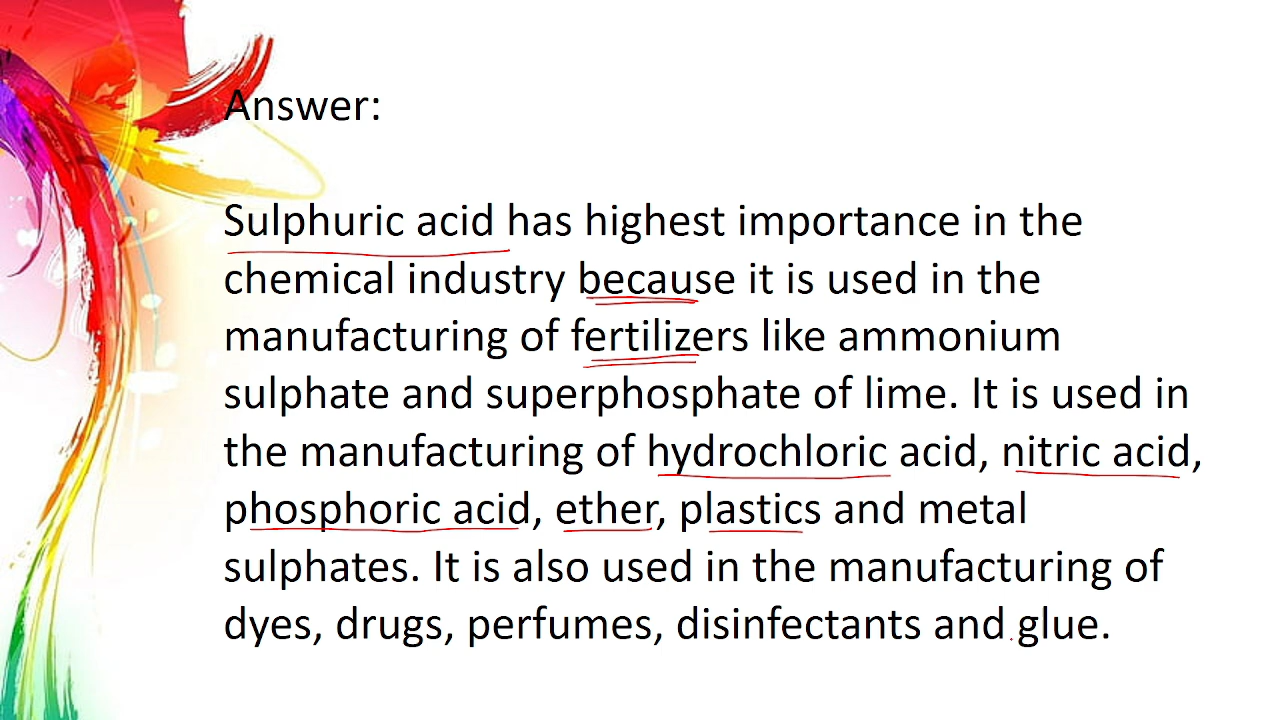 Answer:
Sulphuric acid has highest importance in the
chemical industry because it is used in the
manufacturing of fertilizers like ammonium
sulphate and superphosphate of lime. It is used in
the manufacturing of hydrochloric acid, nitric acid,
phosphoric acid, ether, plastics and metal
sulphates. It is also used in the manufacturing of
dyes, drugs, perfumes, disinfectants and glue.